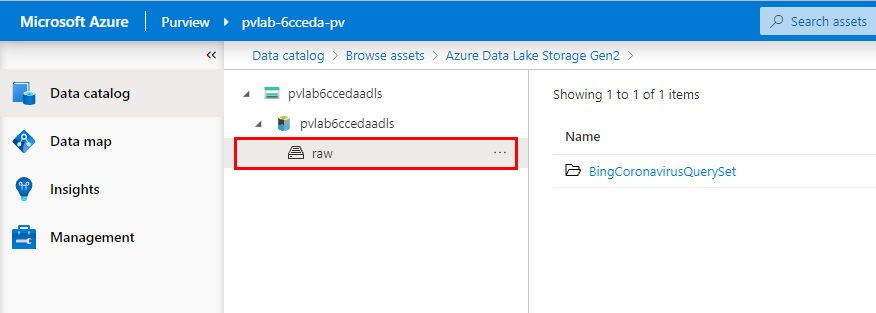 Microsoft Azure Purview pvlab-6cceda-pv Search assets
Data catalog Browse assets Azure Data Lake Storage Gen2
Data catalog
Data map
Insights
Management
pvlab6ccedaadls
pvlab6ccedaadls
raw
Showing 1 to 1 of 1 items
Name
BingCoronavirusQuerySet